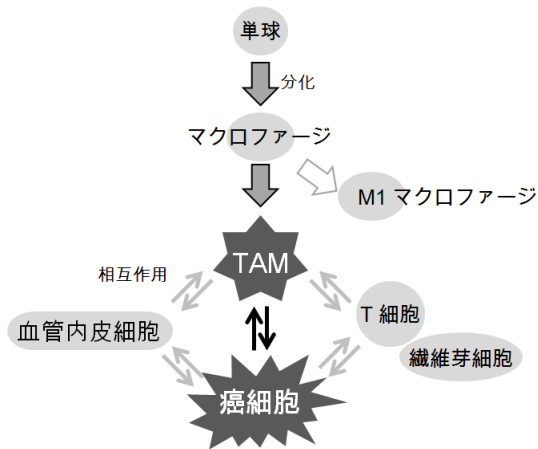 単球
分化
マクロファージ
M1 マクロファージ
TAM
相互作用
T 細胞
血管内皮細胞
繊維芽細胞
癌細胞